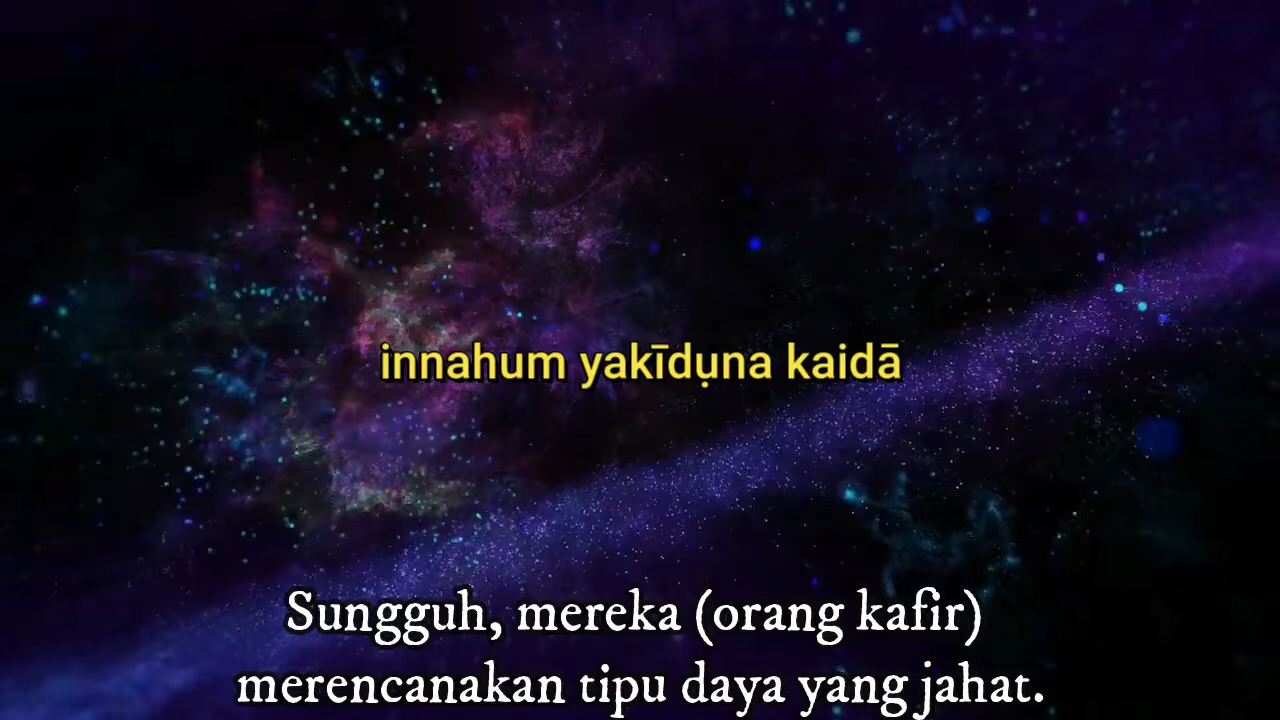 innahum yakīdụna kaidā
Sungguh, mereka (orang kafir)
merencanakan tipu daya yang jahat.